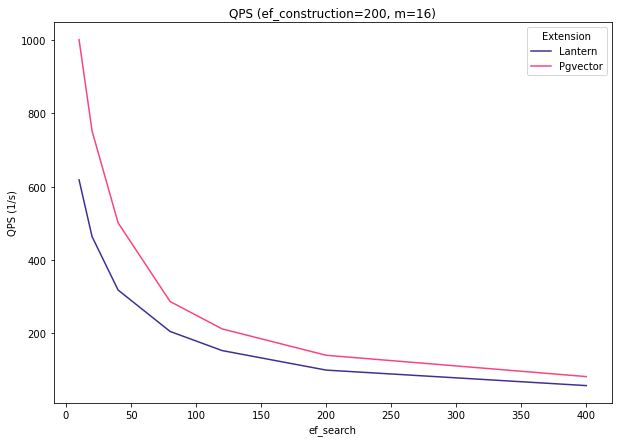 QPS (ef_construction=200, m=16)
Extension
Lantern
Pgvector
QPS (1/s)
1000
800
600
400
200
0
50
100
150
200
250
300
350
400
ef_search